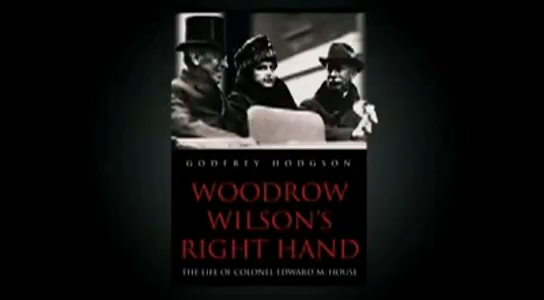 GODFREY HODGSON
WOODROW
WILSON'S
RIGHT HAND
THE LIFE OF COLONEL EDWARD M. HOUSE